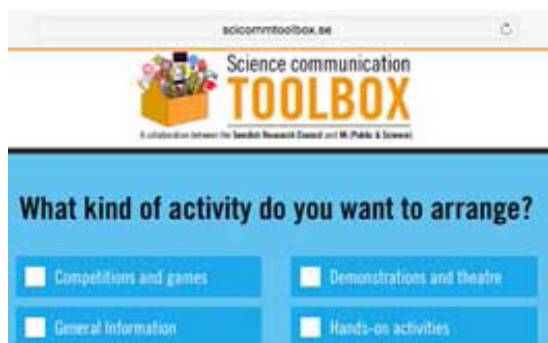 scicommtoolbox.se
Science communication
TOOLBOX
A collaboration between the Swedish Research Council and VA (Public & Science)
What kind of activity do you want to arrange?
Competitions and games
Demonstrations and theatre
General Information
Hands-on activities